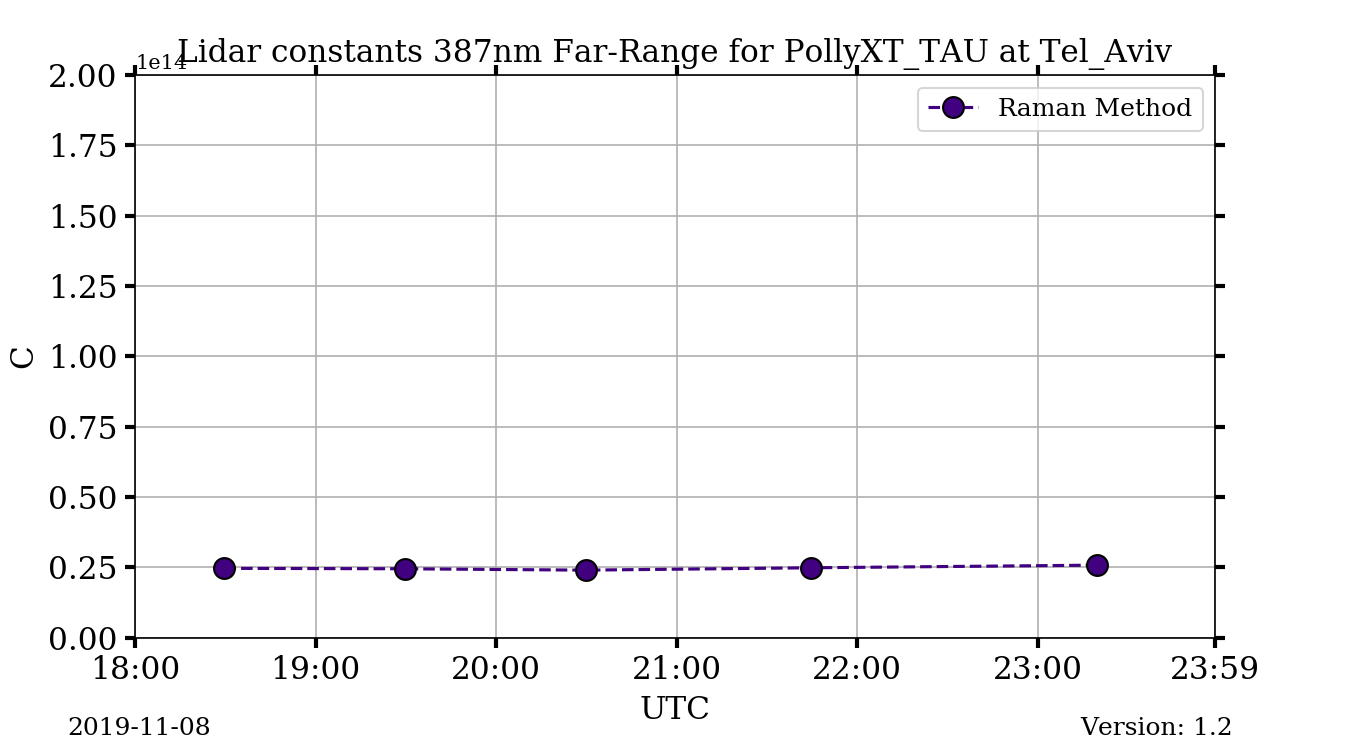 Lidar constants 387nm Far-Range for PollyXT_TAU at Tel_Aviv
1e14
Raman Method
2.00
1.75
1.50
1.25
1.00
0.75
0.50
0.25
0.00
C
18:00 19:00 20:00 21:00 22:00 23:00 23:59
UTC
2019-11-08 Version: 1.2